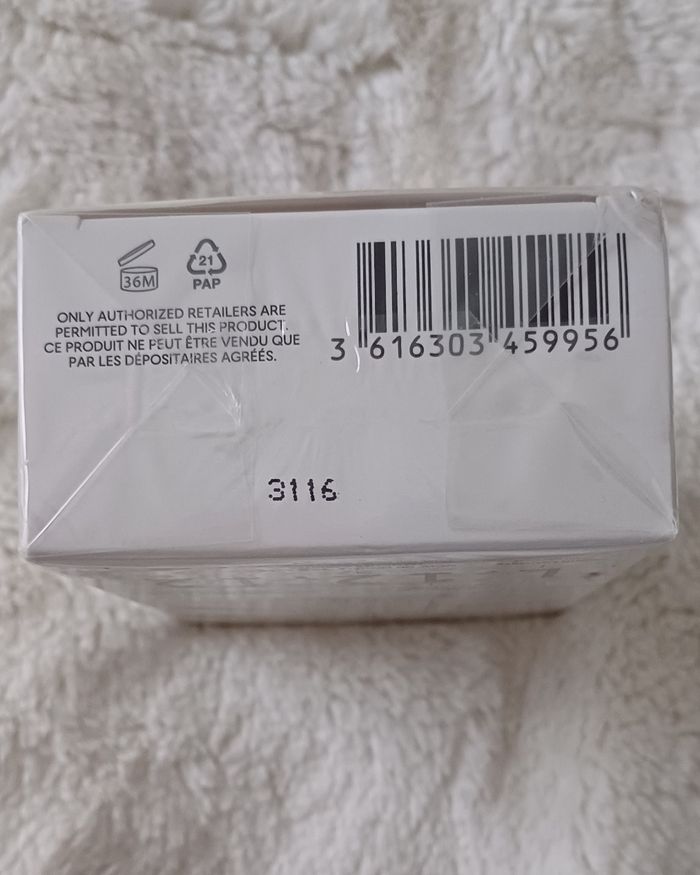 36M
21
PAP
ONLY AUTHORIZED RETAILERS ARE
PERMITTED TO SELL THIS PRODUCT.
CE PRODUIT NE PEUT ÊTRE VENDU QUE
PAR LES DÉPOSITAIRES AGRÉÉS.
3 616303 459956
3116